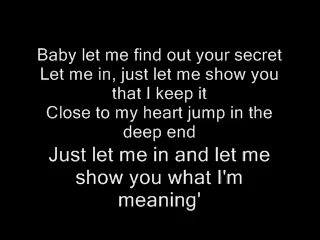 Baby let me find out your secret
Let me in, just let me show you
that I keep it
Close to my heart jump in the
deep end
Just let me in and let me
show you what I'm
meaning'